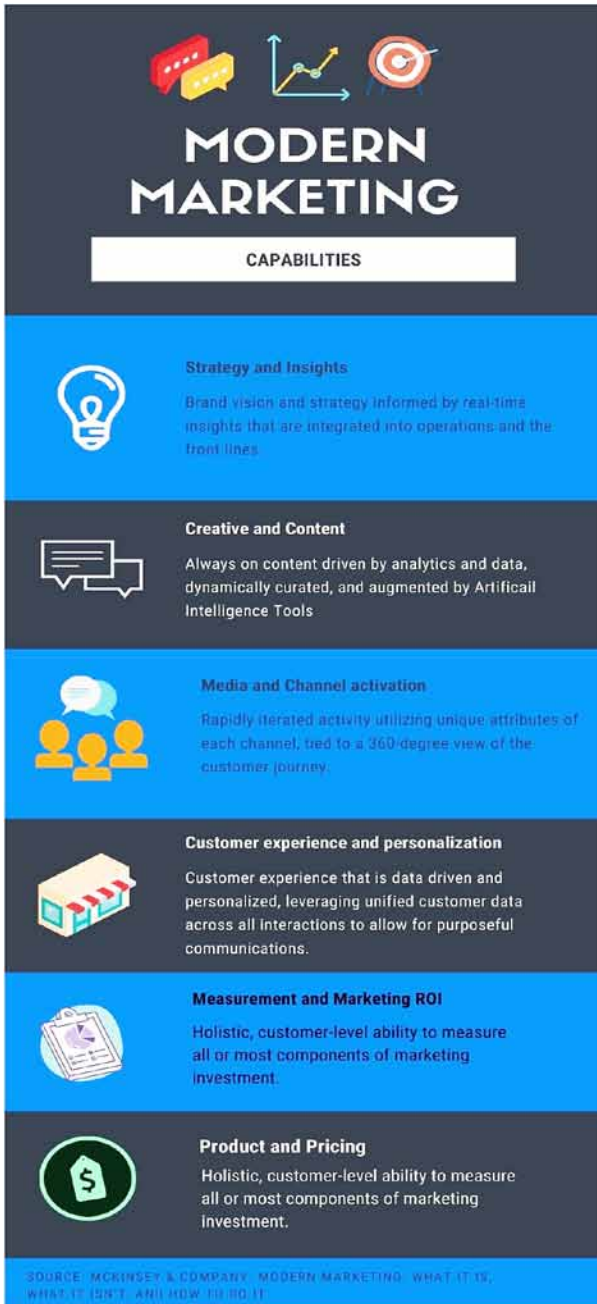 MODERN
MARKETING
CAPABILITIES
Strategy and Insights
Brand vision and strategy informed by real-time
insights that are integrated into operations and the
front lines
Creative and Content
Always on content driven by analytics and data,
dynamically curated, and augmented by Artificail
Intelligence Tools
Media and Channel activation
Rapidly iterated activity utilizing unique attributes of
each channel, tied to a 360-degree view of the
customer journey.
Customer experience and personalization
Customer experience that is data driven and
personalized, leveraging unified customer data
across all interactions to allow for purposeful
communications.
Measurement and Marketing ROI
Holistic, customer-level ability to measure
all or most components of marketing
investment.
Product and Pricing
Holistic, customer-level ability to measure
all or most components of marketing
investment.
SOURCE: MCKINSEY & COMPANY. MODERN MARKETING: WHAT IT IS,
WHAT IT ISN'T, AND HOW TO DO IT